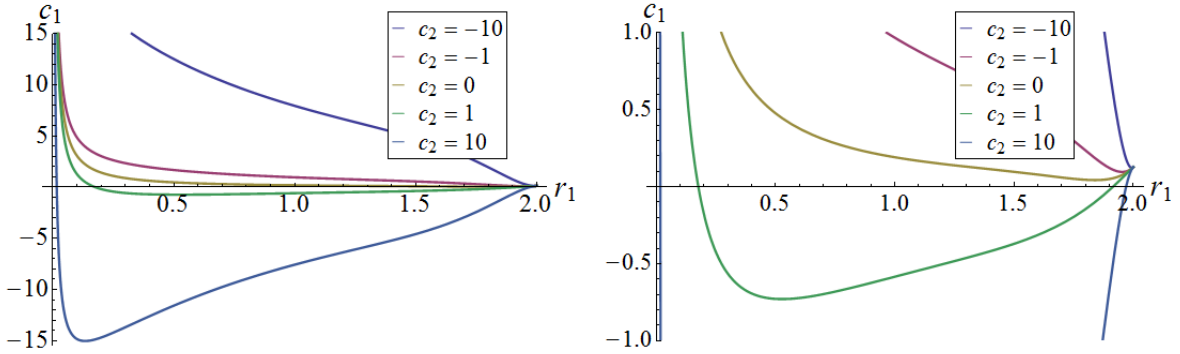 c₁
15
10
5
−5
−10
−15
0.5
1.0
1.5
2.0
r₁
c₂ = −10
c₂ = −1
c₂ = 0
c₂ = 1
c₂ = 10
c₁
1.0
0.5
−0.5
−1.0
0.5
1.0
1.5
2.0
r₁
c₂ = −10
c₂ = −1
c₂ = 0
c₂ = 1
c₂ = 10